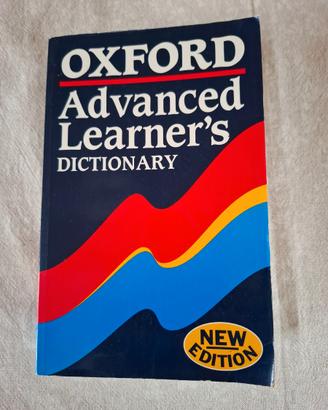 OXFORD
Advanced
Learner's
DICTIONARY
NEW
EDITION